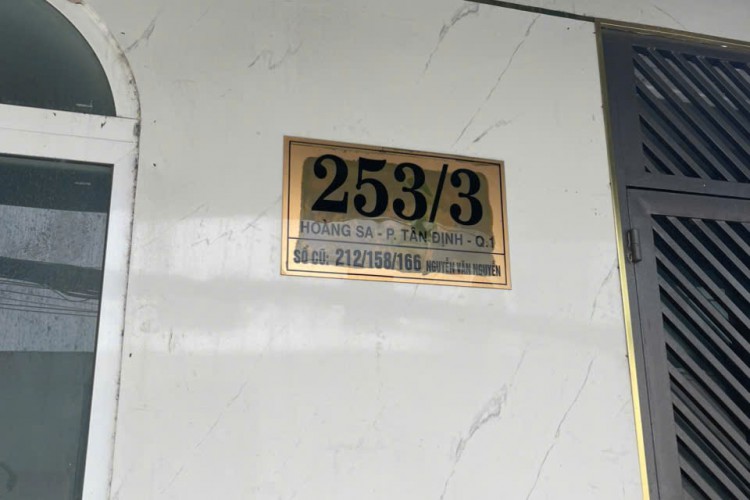 253/3
HOÀNG SA - P. TÂN ĐỊNH - Q.1
SỐ CŨ: 212/158/166 NGUYỄN VĂN NGUYỄN